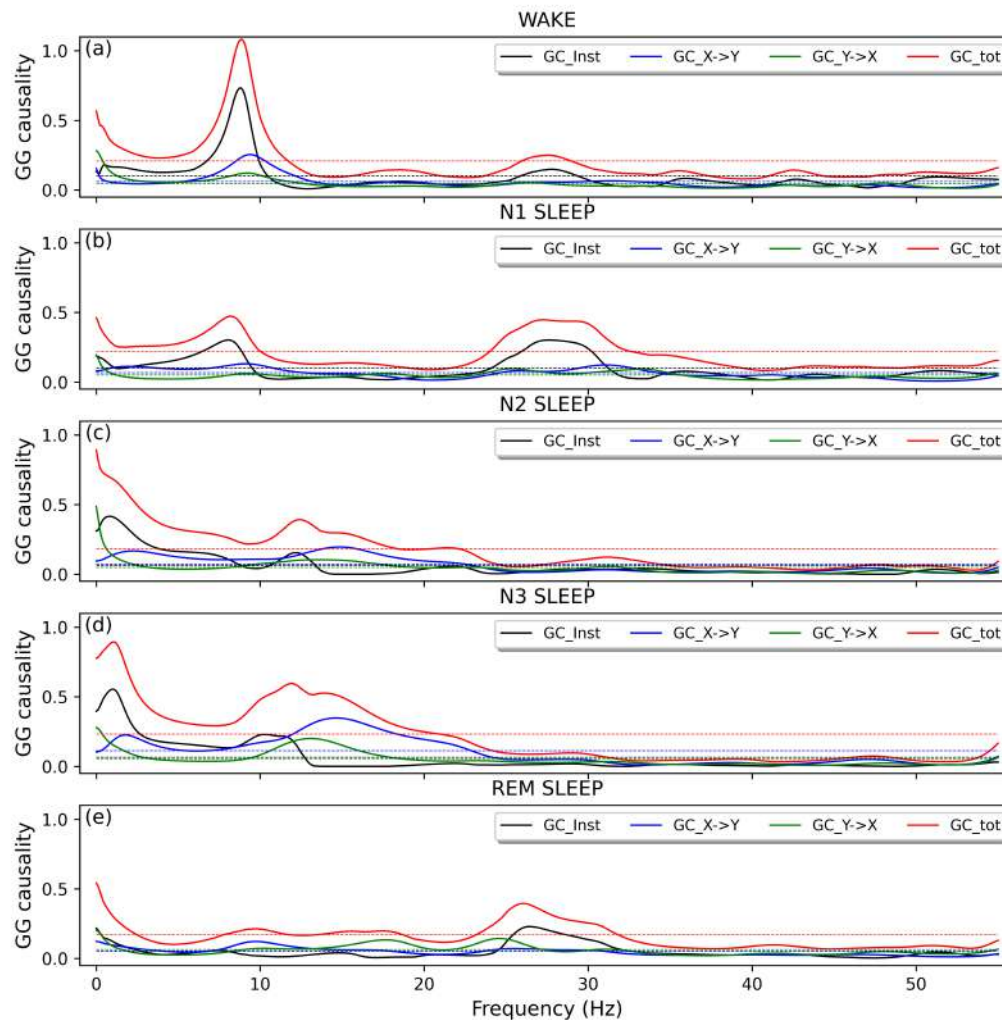 WAKE
(a)
GC_Inst GC_X->Y GC_Y->X GC_tot
1.0
0.5
0.0
GG causality
N1 SLEEP
(b)
GC_Inst GC_X->Y GC_Y->X GC_tot
1.0
0.5
0.0
GG causality
N2 SLEEP
(c)
GC_Inst GC_X->Y GC_Y->X GC_tot
1.0
0.5
0.0
GG causality
N3 SLEEP
(d)
GC_Inst GC_X->Y GC_Y->X GC_tot
1.0
0.5
0.0
GG causality
REM SLEEP
(e)
GC_Inst GC_X->Y GC_Y->X GC_tot
1.0
0.5
0.0
GG causality
0 10 20 30 40 50
Frequency (Hz)